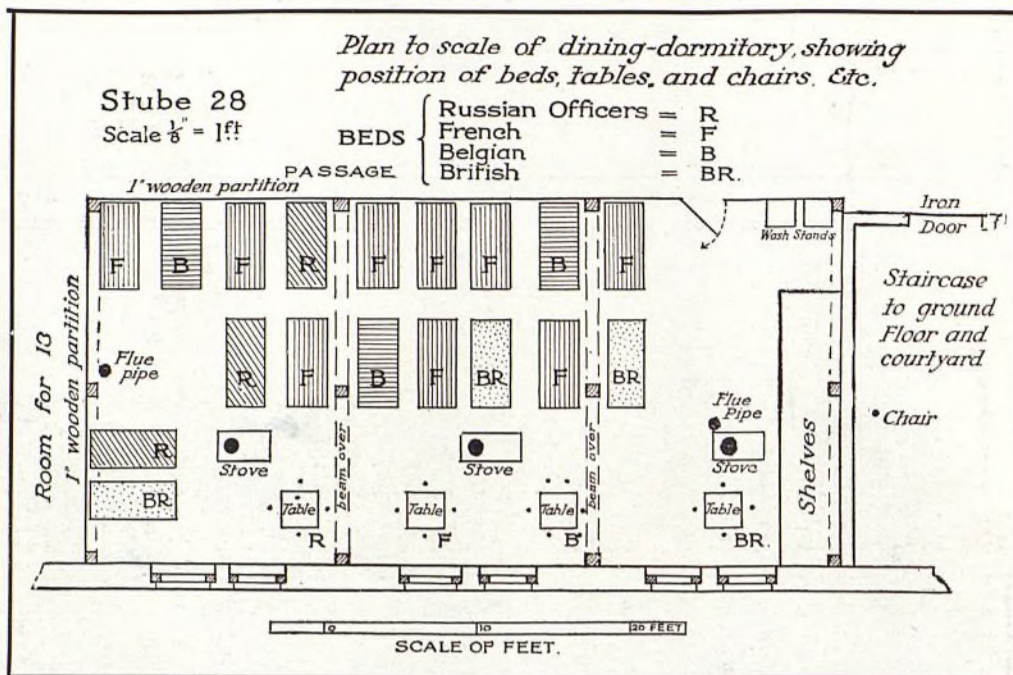 Plan to scale of dining-dormitory, showing
position of beds, tables, and chairs. Etc.
Stube 28
Scale 1/8" = 1ft
BEDS
Russian Officers = R
French = F
Belgian = B
British = BR.
PASSAGE
1" wooden partition
Iron
Door
Wash Stands
F B F R F F F B F
Staircase
to ground
Floor and
courtyard
Room for 13
1" wooden partition
Flue
pipe
R F B F BR F BR
Flue
Pipe
Chair
Shelves
R
Stove
Stove
Stove
beam over
beam over
BR
Table
Table
Table
Table
R F B BR.
0 10 20 FEET
SCALE OF FEET.